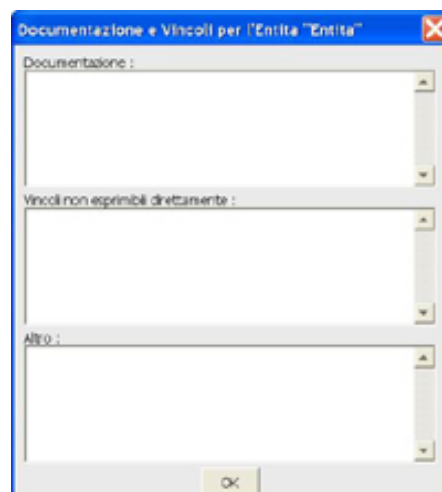 Documentazione e Vincoli per l'Entita "Entita"
Documentazione :
Vincoli non esprimibili direttamente :
Altro :
OK